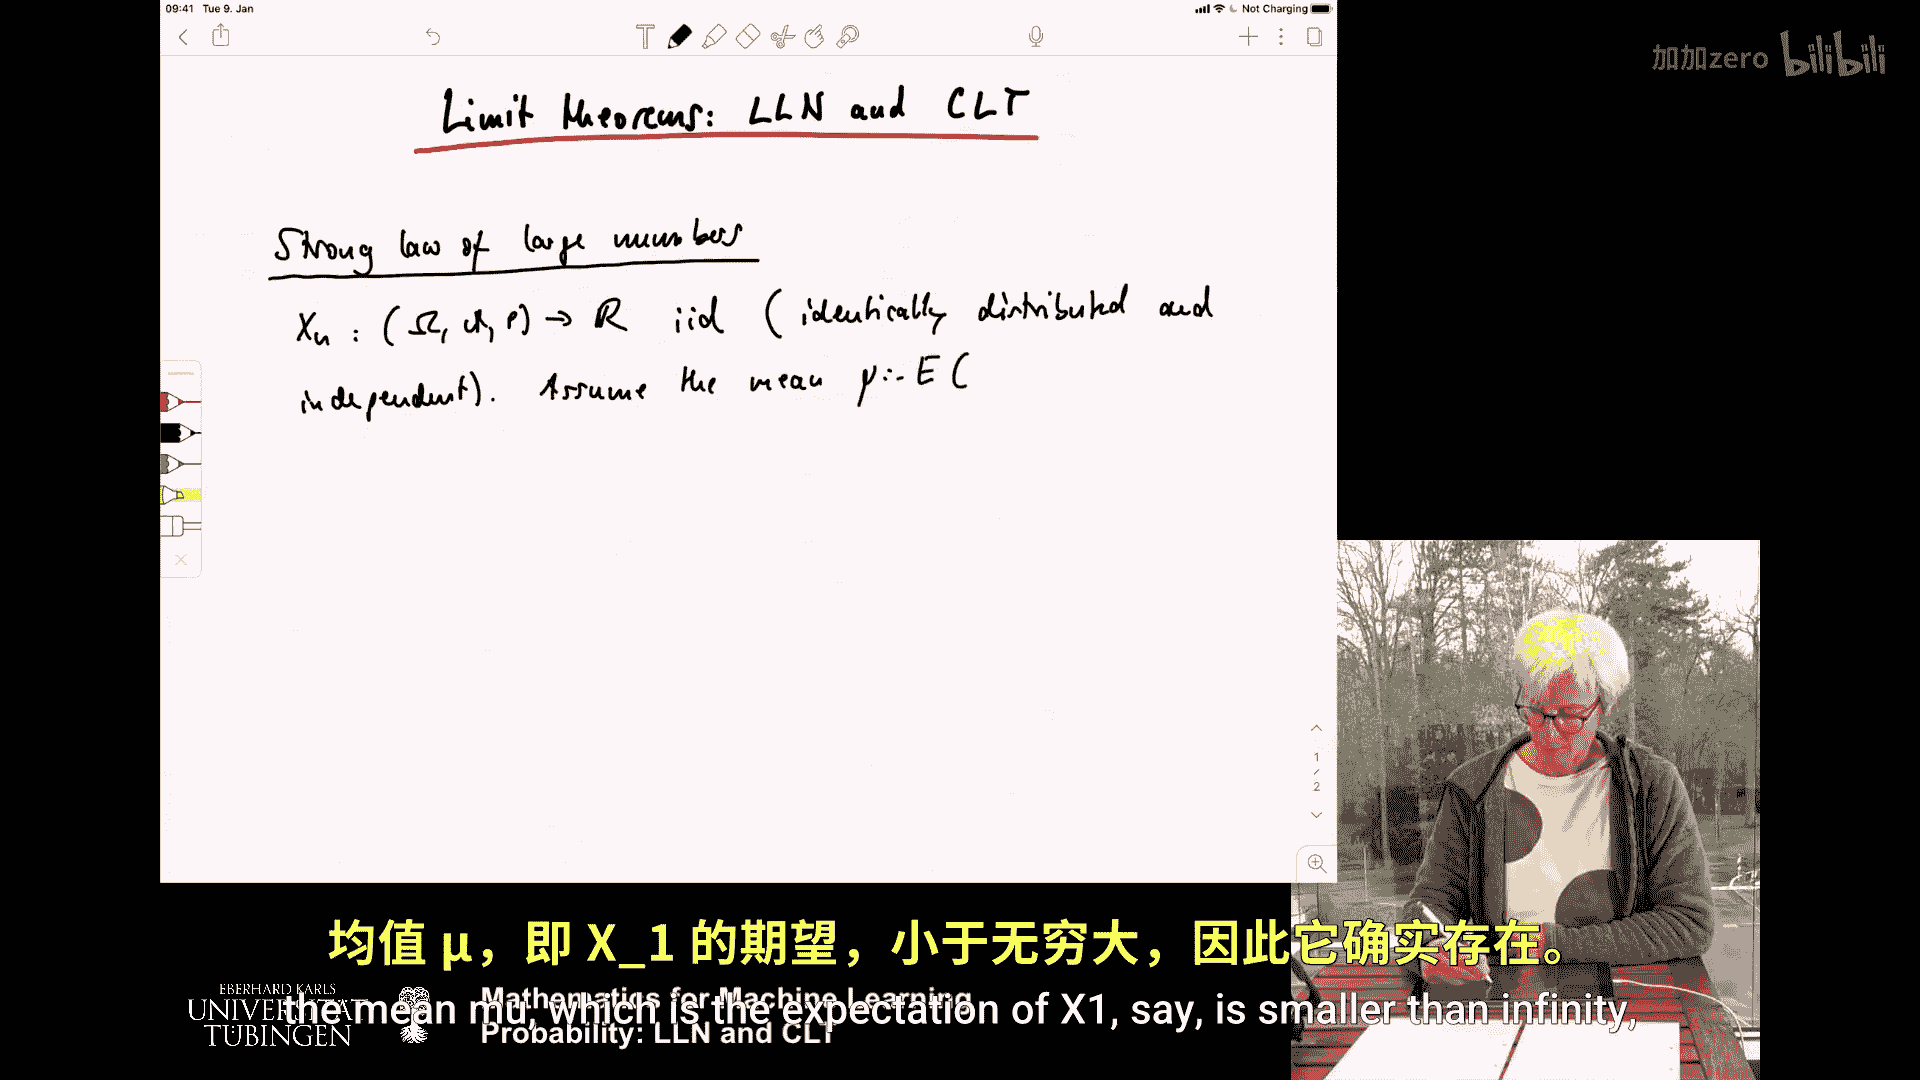 09:41 Tue 9. Jan
Not Charging
加加zero bilibili
Limit theorems: LLN and CLT
Strong law of large numbers
Xn : (Ω, 𝒜, P) → ℝ iid ( identically distributed and
independent). Assume the mean μ := E (
1
/
2
均值 μ，即 X_1 的期望，小于无穷大，因此它确实存在。
EBERHARD KARLS
UNIVERSITÄT
TÜBINGEN
Mathematics for Machine Learning
the mean mu, which is the expectation of X1, say, is smaller than infinity,
Probability: LLN and CLT